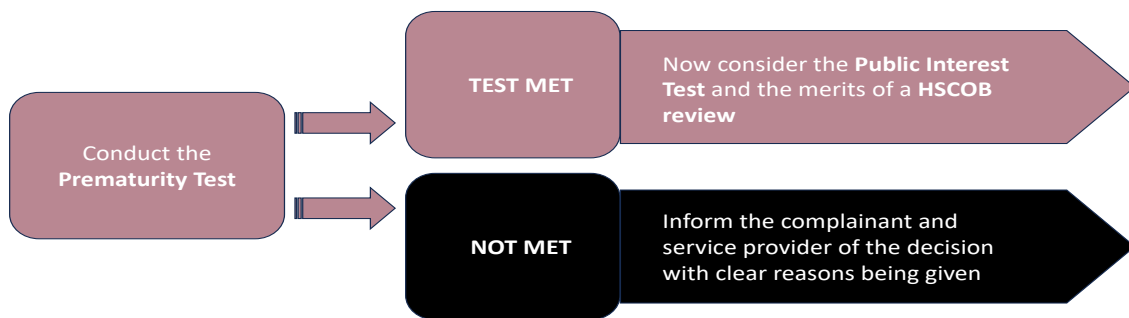 Conduct the
Prematurity Test
TEST MET
Now consider the Public Interest
Test and the merits of a HSCOB
review
NOT MET
Inform the complainant and
service provider of the decision
with clear reasons being given